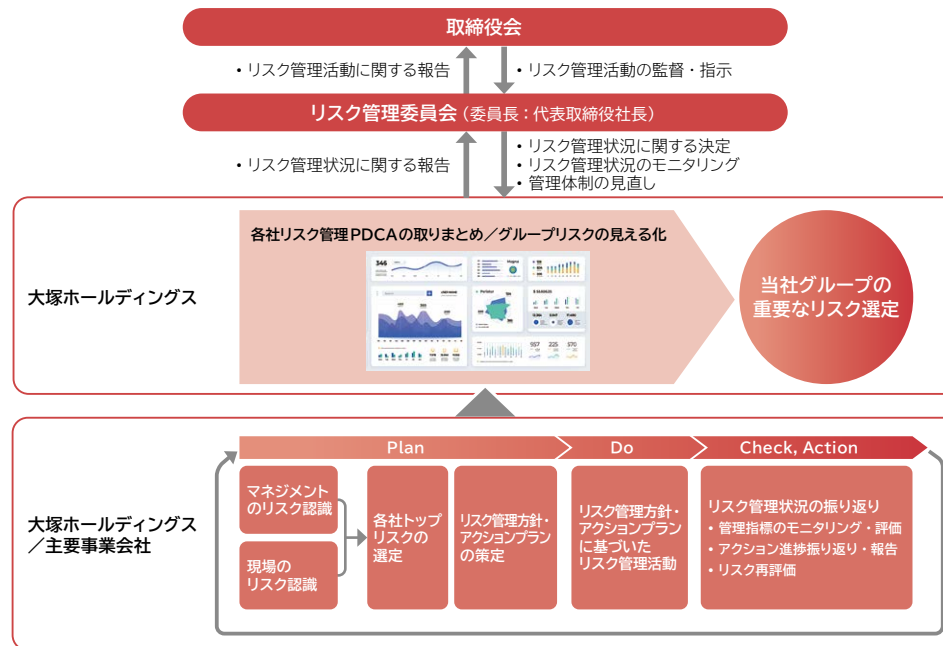 取締役会
・リスク管理活動に関する報告
・リスク管理活動の監督・指示
リスク管理委員会（委員長：代表取締役社長）
・リスク管理状況に関する報告
・リスク管理状況に関する決定
・リスク管理状況のモニタリング
・管理体制の見直し
大塚ホールディングス
各社リスク管理PDCAの取りまとめ／グループリスクの見える化
346
557
225
570
当社グループの
重要なリスク選定
大塚ホールディングス
／主要事業会社
Plan
Do
Check, Action
マネジメント
のリスク認識
現場の
リスク認識
各社トップ
リスクの
選定
リスク管理方針・
アクションプラン
の策定
リスク管理方針・
アクションプラン
に基づいた
リスク管理活動
リスク管理状況の振り返り
・管理指標のモニタリング・評価
・アクション進捗振り返り・報告
・リスク再評価